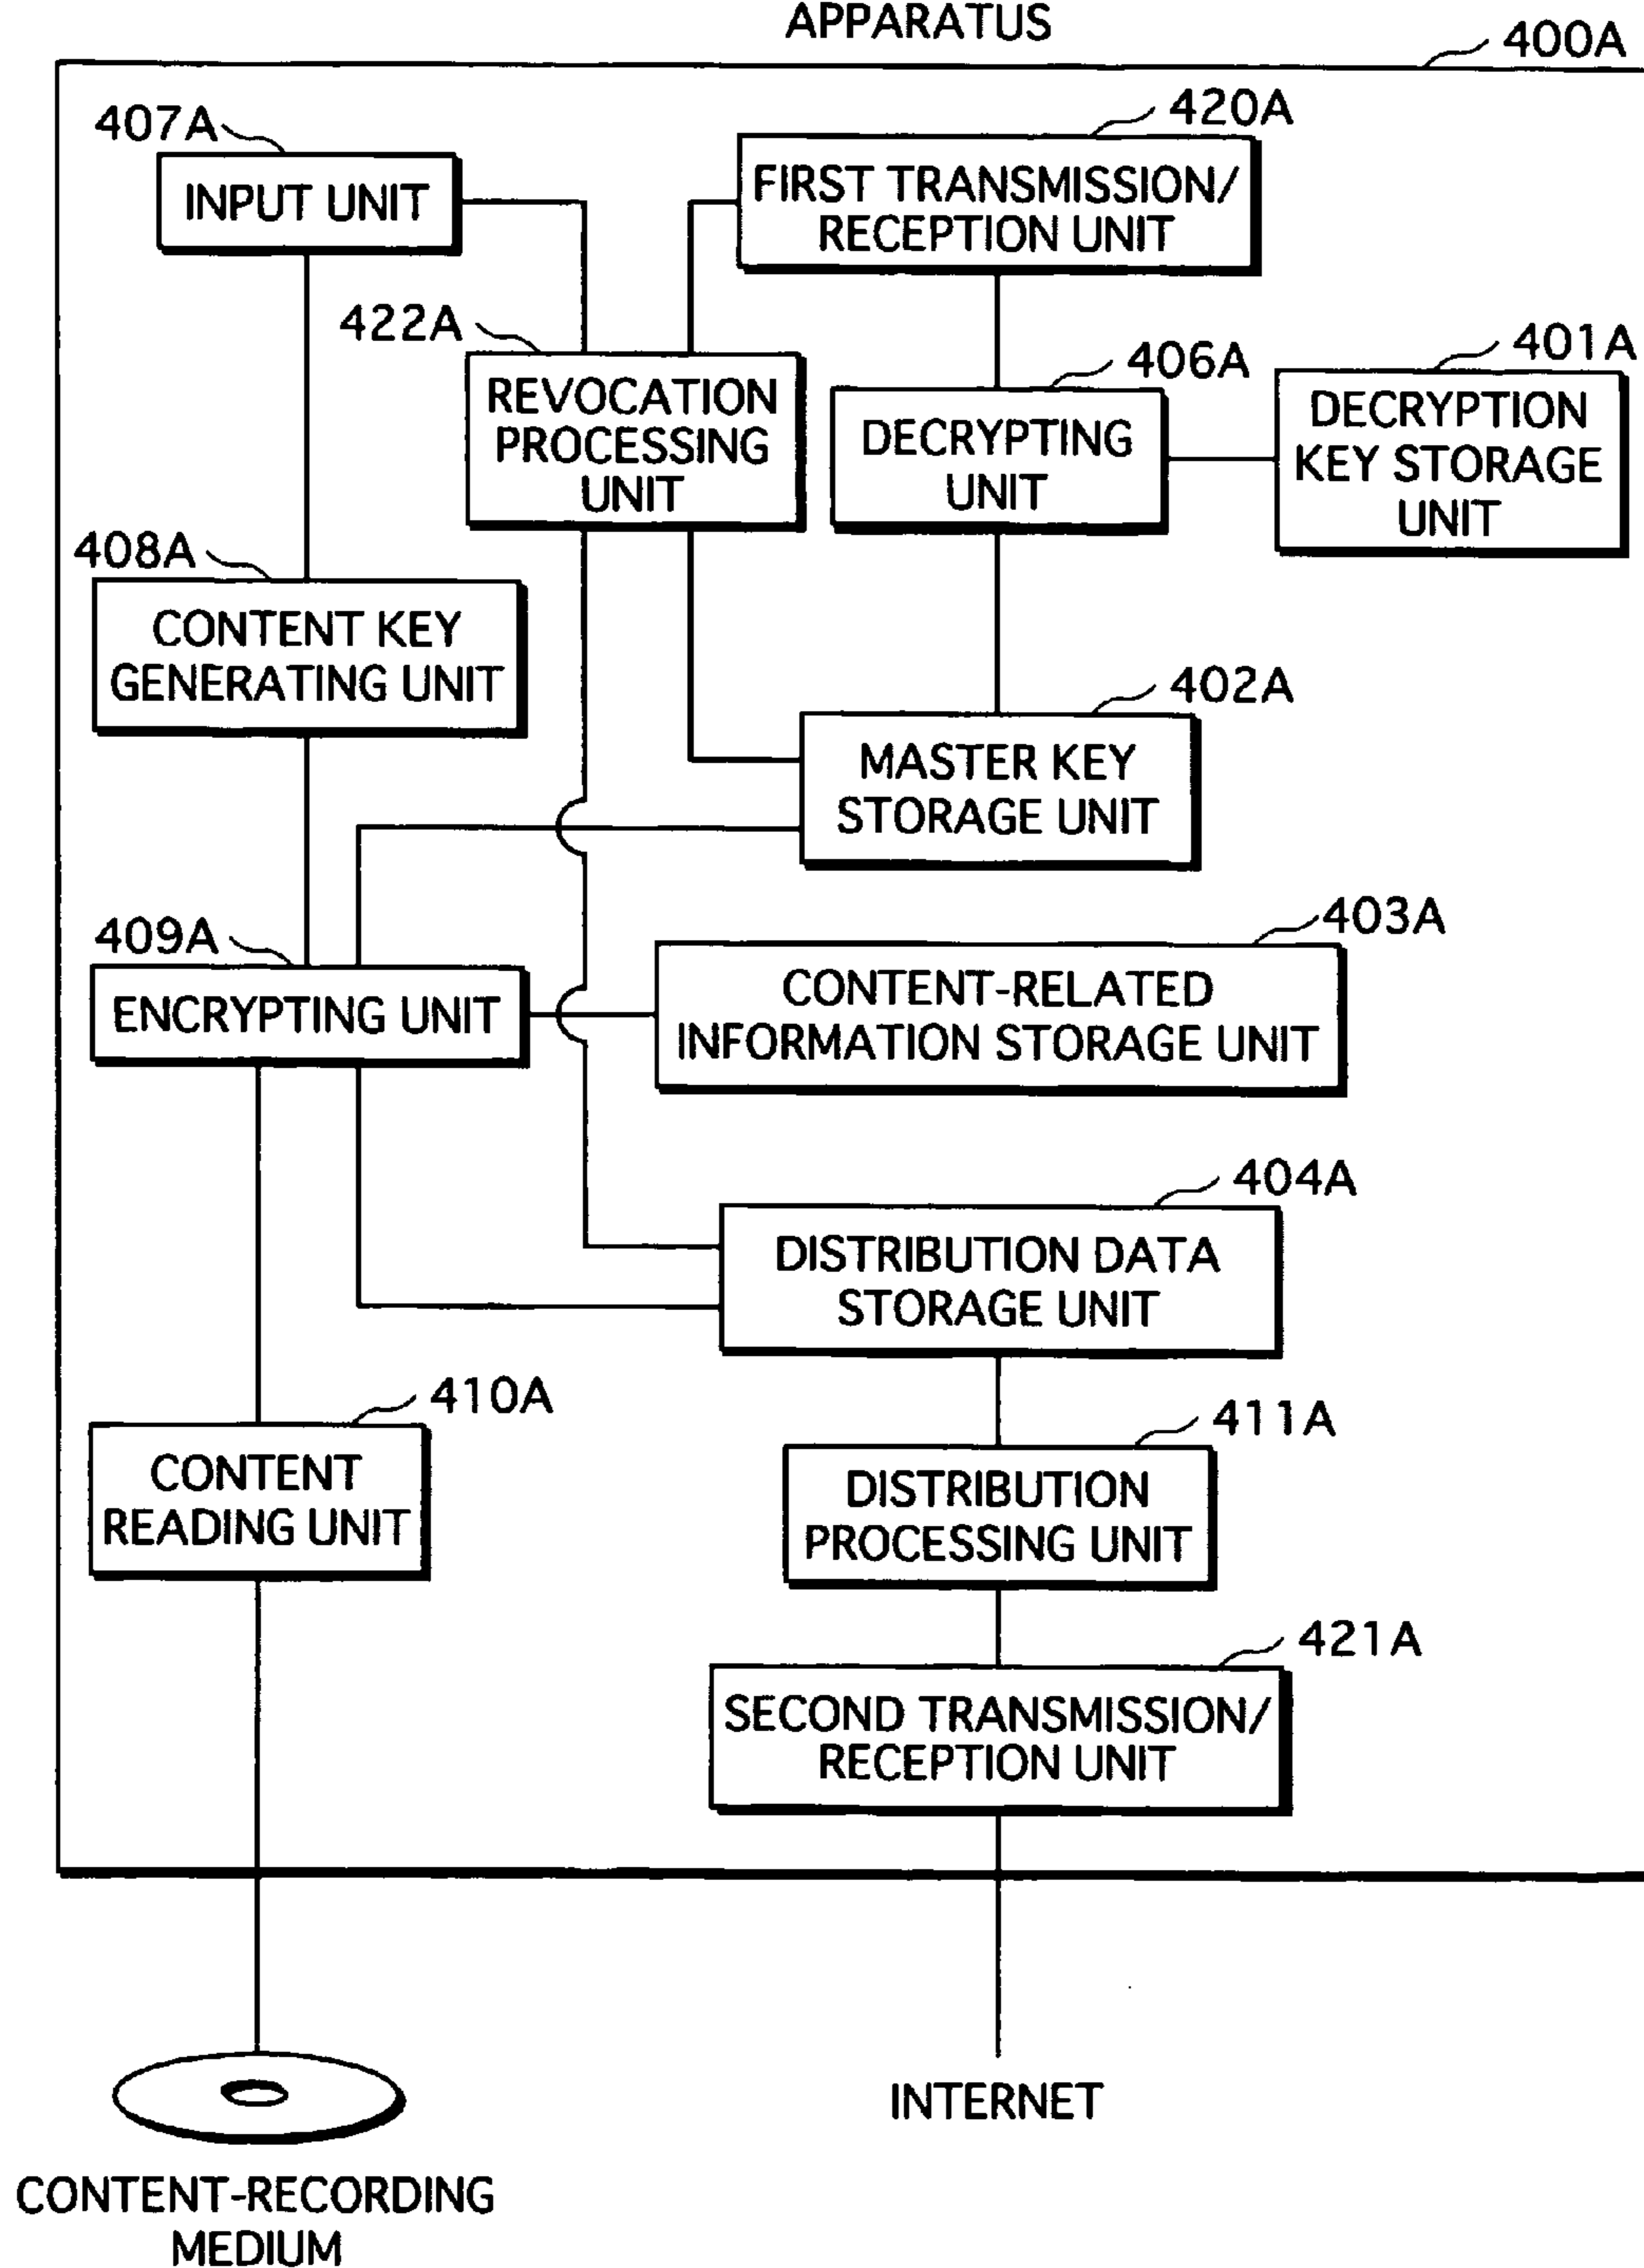 APPARATUS
400A
407A
INPUT UNIT
420A
FIRST TRANSMISSION/
RECEPTION UNIT
422A
REVOCATION
PROCESSING
UNIT
406A
DECRYPTING
UNIT
401A
DECRYPTION
KEY STORAGE
UNIT
408A
CONTENT KEY
GENERATING UNIT
402A
MASTER KEY
STORAGE UNIT
409A
ENCRYPTING UNIT
403A
CONTENT-RELATED
INFORMATION STORAGE UNIT
404A
DISTRIBUTION DATA
STORAGE UNIT
410A
CONTENT
READING UNIT
411A
DISTRIBUTION
PROCESSING UNIT
421A
SECOND TRANSMISSION/
RECEPTION UNIT
INTERNET
CONTENT-RECORDING
MEDIUM